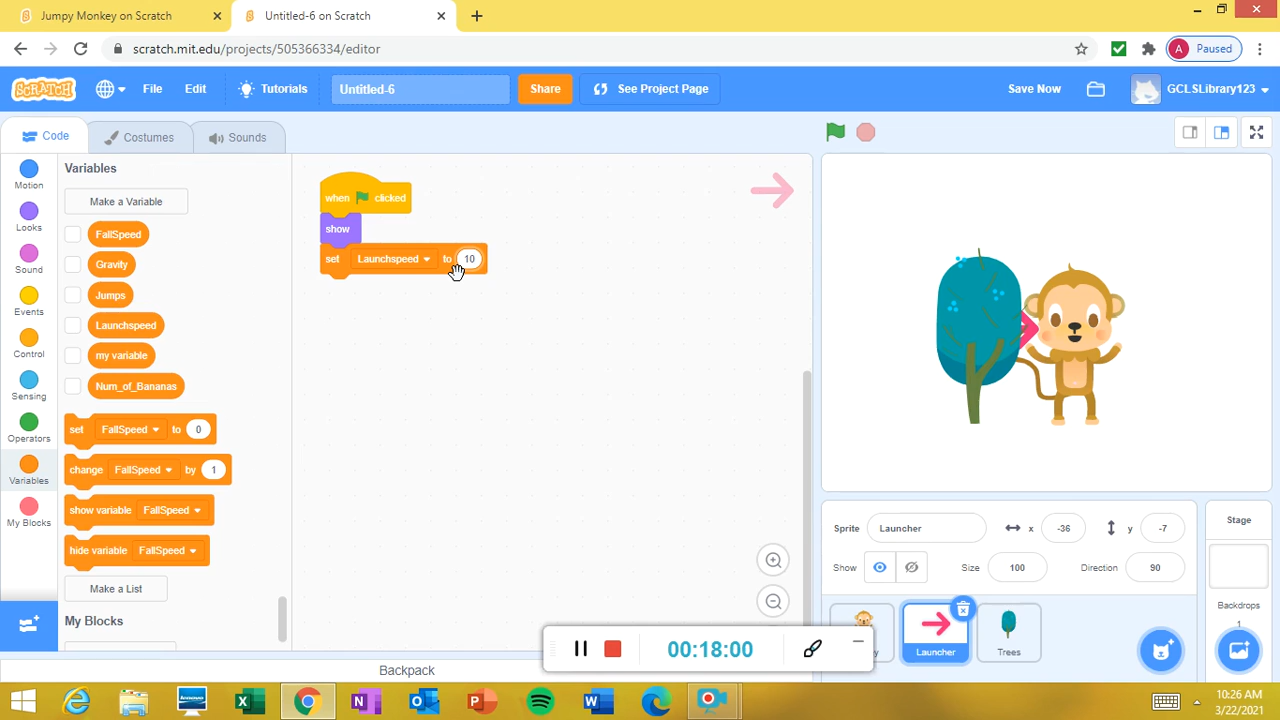 Jumpy Monkey on Scratch
Untitled-6 on Scratch
scratch.mit.edu/projects/505366334/editor
A Paused
SCRATCH
File
Edit
Tutorials
Untitled-6
Share
See Project Page
Save Now
GCLSLibrary123
Code
Costumes
Sounds
Motion
Looks
Sound
Events
Control
Sensing
Operators
Variables
My Blocks
Variables
Make a Variable
FallSpeed
Gravity
Jumps
Launchspeed
my variable
Num_of_Bananas
set FallSpeed to 0
change FallSpeed by 1
show variable FallSpeed
hide variable FallSpeed
Make a List
My Blocks
when clicked
show
set Launchspeed to 10
Sprite Launcher x -36 y -7
Show Size 100 Direction 90
Launcher
Trees
Stage
Backdrops
1
00:18:00
Backpack
10:26 AM
3/22/2021